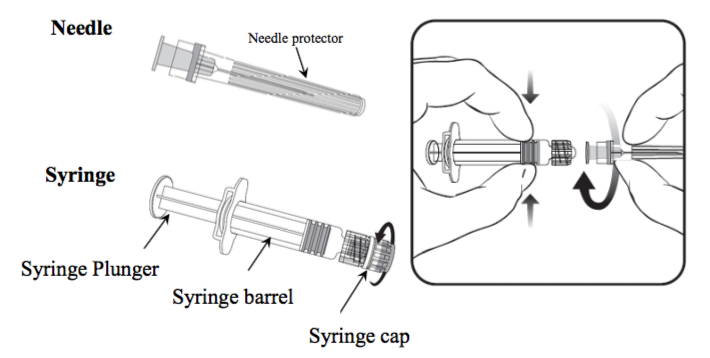 Needle
Needle protector
Syringe
Syringe Plunger
Syringe barrel
Syringe cap